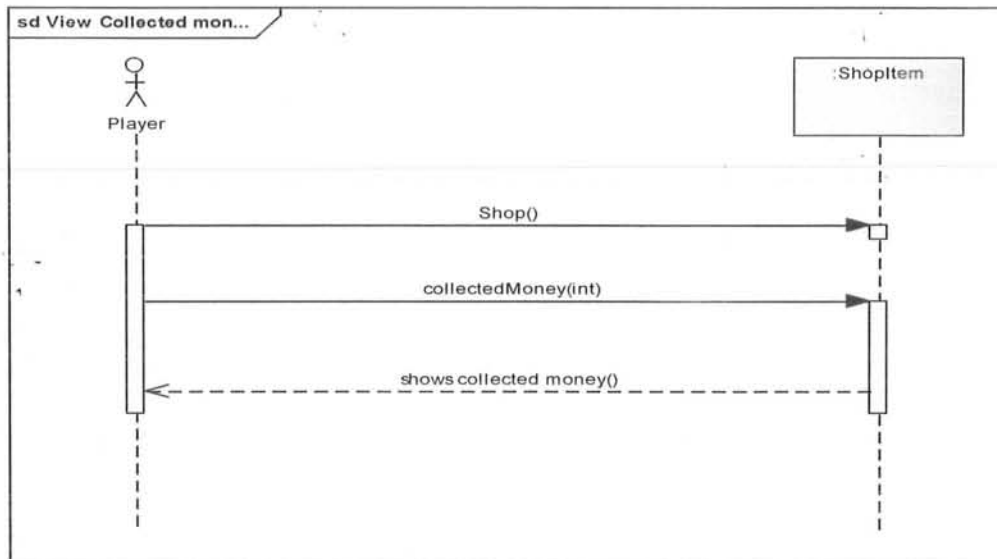 sd View Collected mon...
Player
:ShopItem
Shop()
collectedMoney(int)
shows collected money()